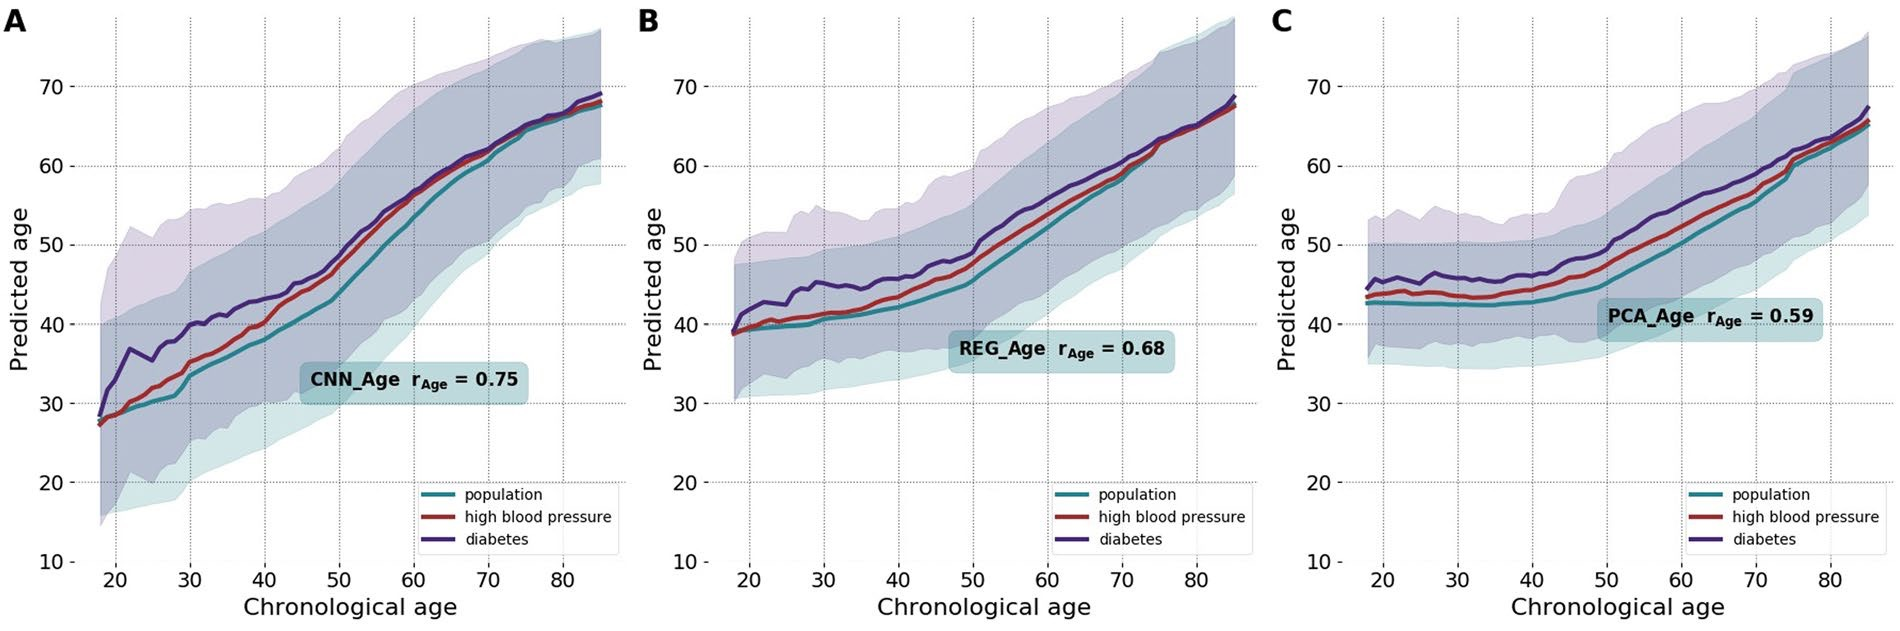 A
Predicted age
70
60
50
40
30
20
10
CNN_Age rAge = 0.75
population
high blood pressure
diabetes
20 30 40 50 60 70 80
Chronological age
B
Predicted age
70
60
50
40
30
20
10
REG_Age rAge = 0.68
population
high blood pressure
diabetes
20 30 40 50 60 70 80
Chronological age
C
Predicted age
70
60
50
40
30
20
10
PCA_Age rAge = 0.59
population
high blood pressure
diabetes
20 30 40 50 60 70 80
Chronological age